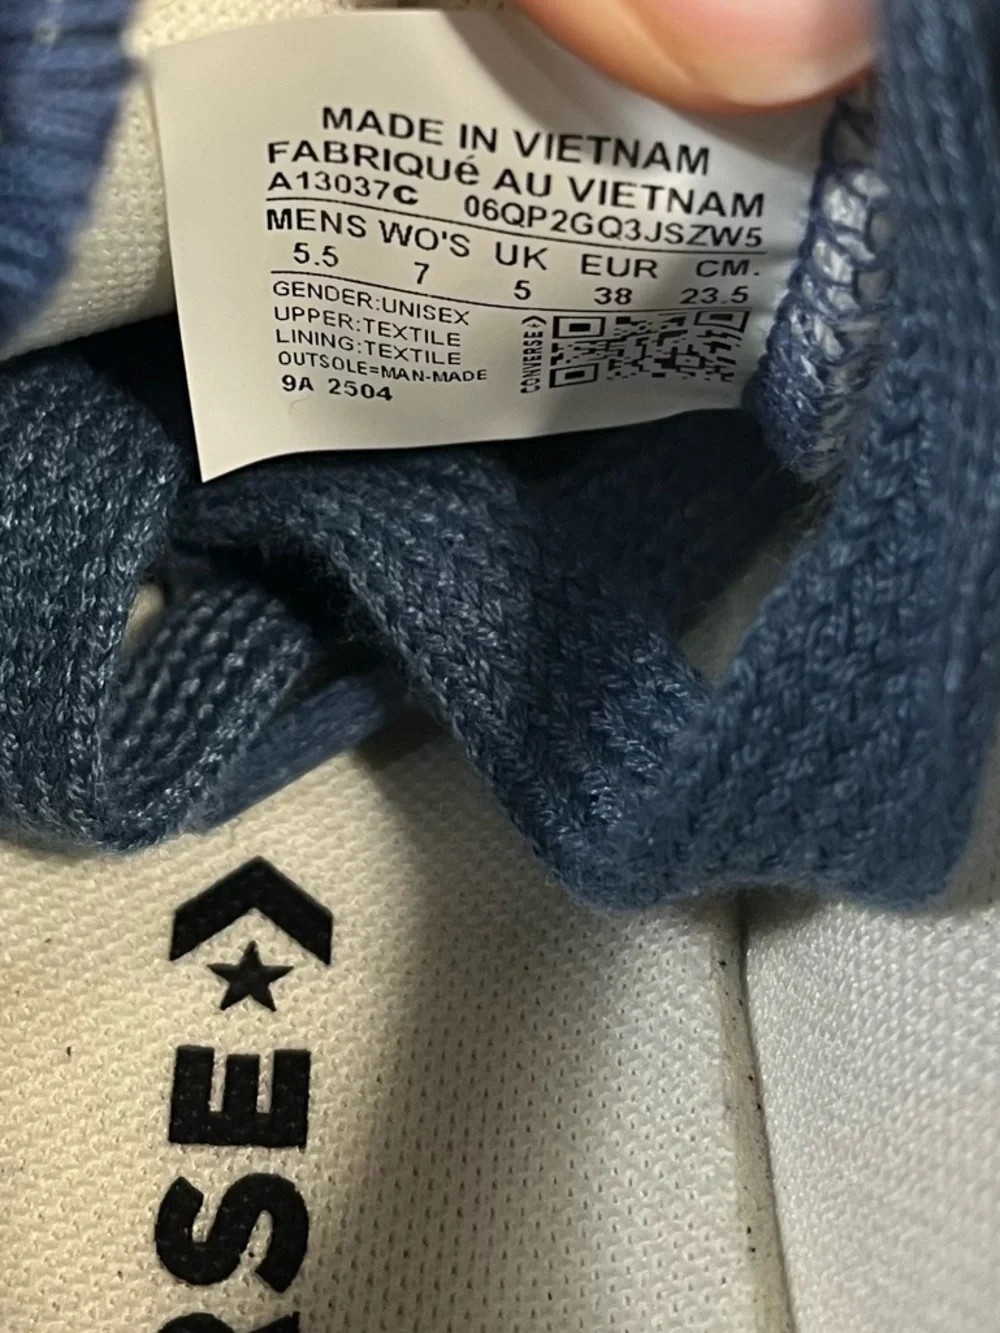 MADE IN VIETNAM
FABRIQUé AU VIETNAM
A13037C 06QP2GQ3JSZW5
MENS WO'S UK EUR CM.
5.5 7 5 38 23.5
GENDER:UNISEX
UPPER:TEXTILE
LINING:TEXTILE
OUTSOLE=MAN-MADE
9A 2504
CONVERSE
RSE